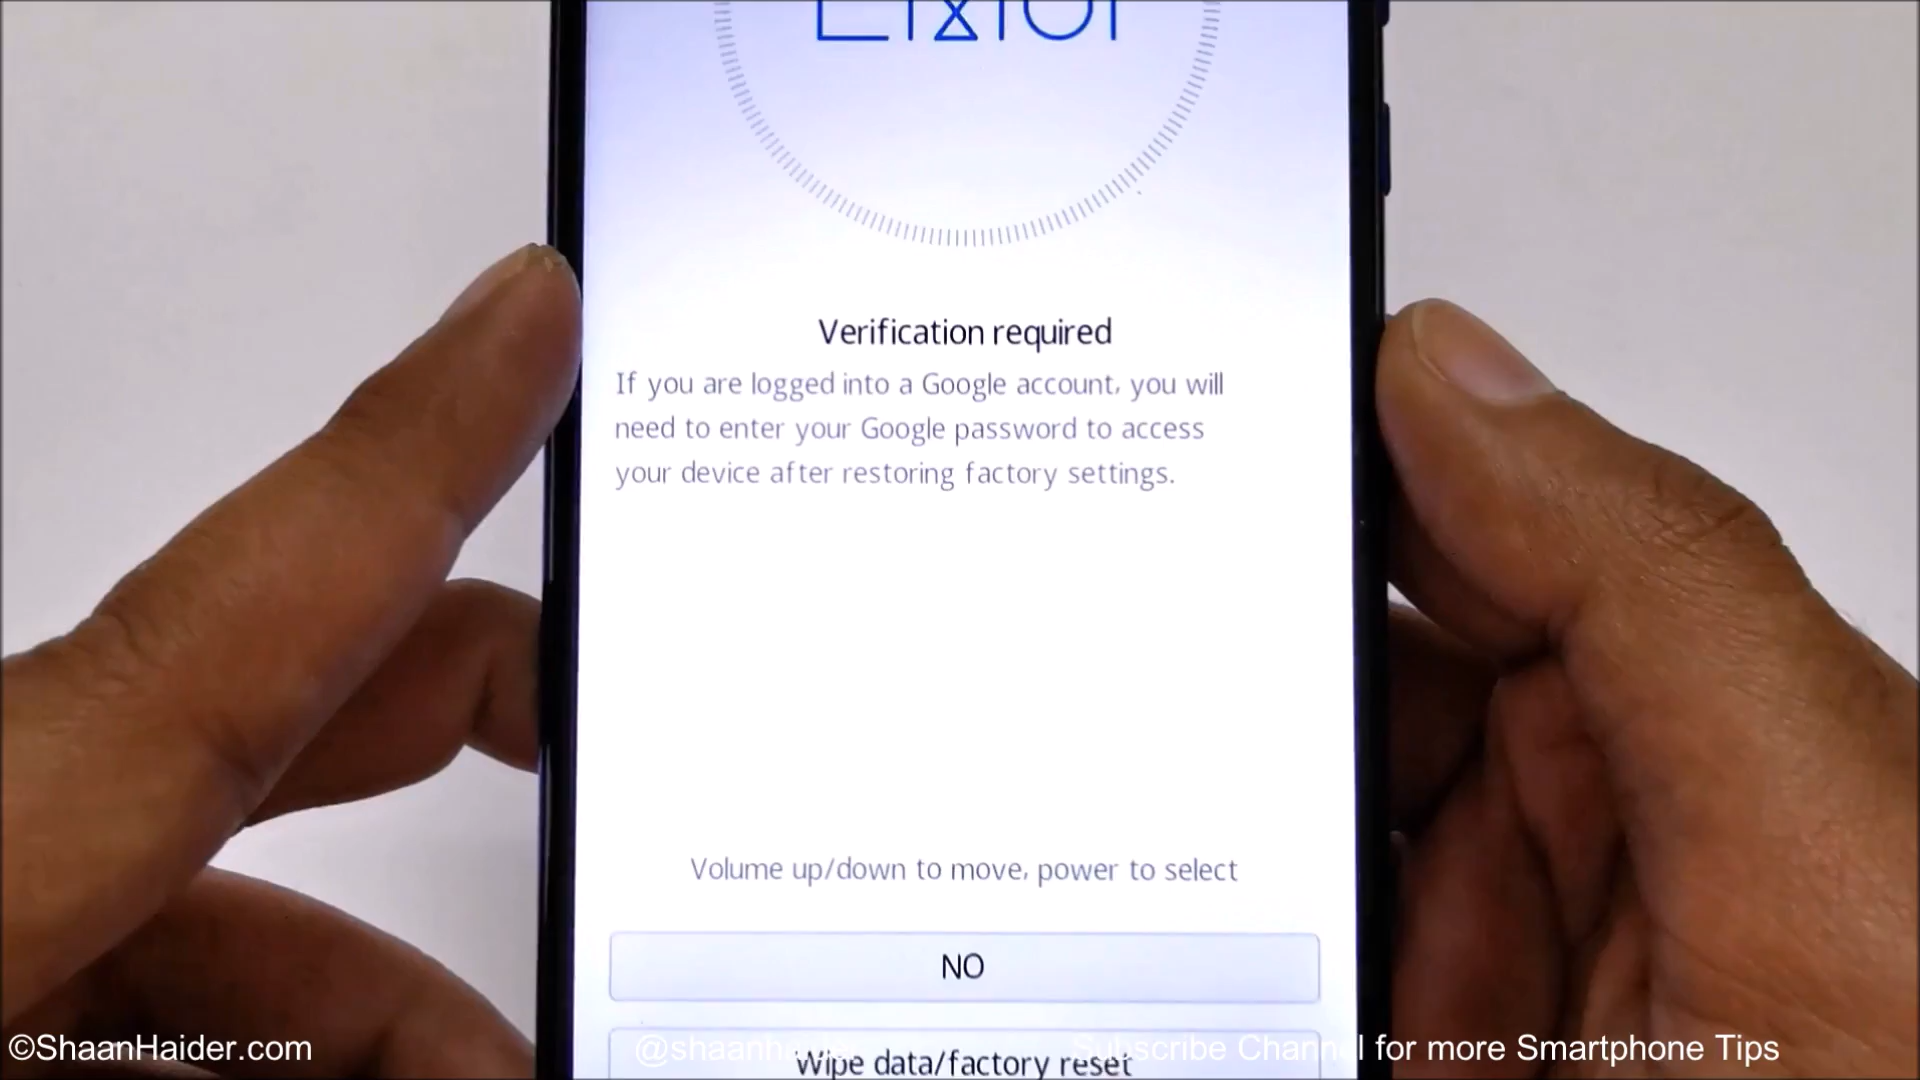 Verification required
If you are logged into a Google account, you will
need to enter your Google password to access
your device after restoring factory settings.
Volume up/down to move, power to select
NO
Wipe data/factory reset
©ShaanHaider.com
Subscribe Channel for more Smartphone Tips